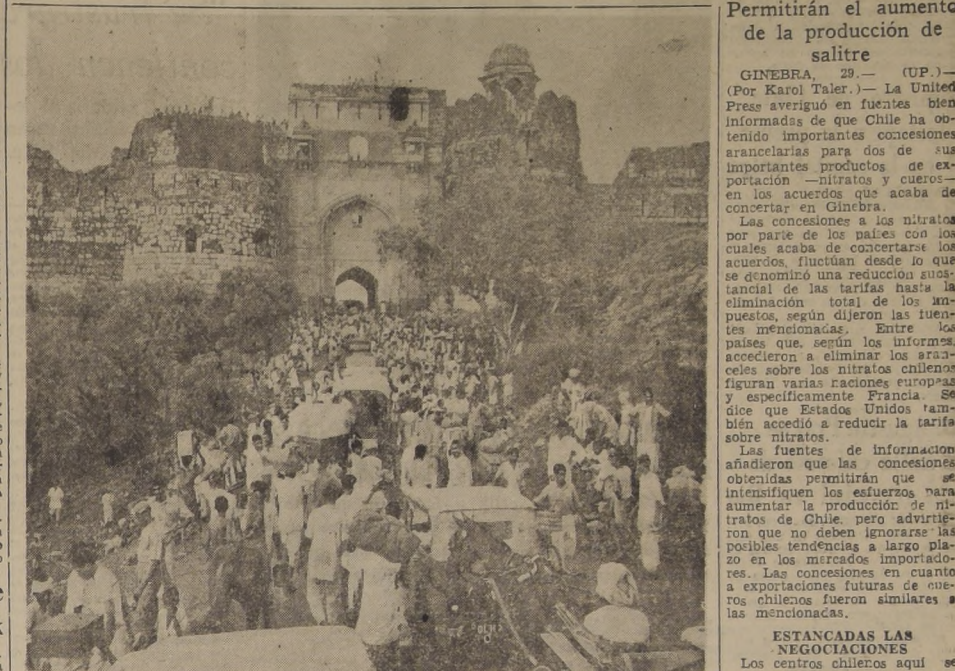 Permitirán el aumento
de la producción de
salitre
GINEBRA, 29.— (UP.)—
(Por Karol Taler.)— La United
Press averiguó en fuentes bien
informadas de que Chile ha ob-
tenido importantes concesiones
arancelarias para dos de sus
importantes productos de ex-
portación —nitratos y cueros—
en los acuerdos que acaba de
concertar en Ginebra.
Las concesiones a los nitratos
por parte de los países con los
cuales acaba de concertarse los
acuerdos, fluctúan desde lo que
se denomiró una reducción sus-
tancial de las tarifas hasta la
eliminación total de los im-
puestos, según dijeron las fuen-
tes mencionadas. Entre los
países que, según los informes,
accedieron a eliminar los aran-
celes sobre los nitratos chilenos
figuran varias naciones europeas
y específicamente Francia. Se
dice que Estados Unidos tam-
bién accedió a reducir la tarifa
sobre nitratos.
Las fuentes de información
añadieron que las concesiones
obtenidas permitirán que se
intensifiquen los esfuerzos para
aumentar la producción de ni-
tratos de Chile, pero advirtie-
ron que no deben ignorarse las
posibles tendencias a largo pla-
zo en los mercados importado-
res. Las concesiones en cuanto
a exportaciones futuras de cue-
ros chilenos fueron similares a
las mencionadas.
ESTANCADAS LAS
NEGOCIACIONES
Los centros chilenos aquí se